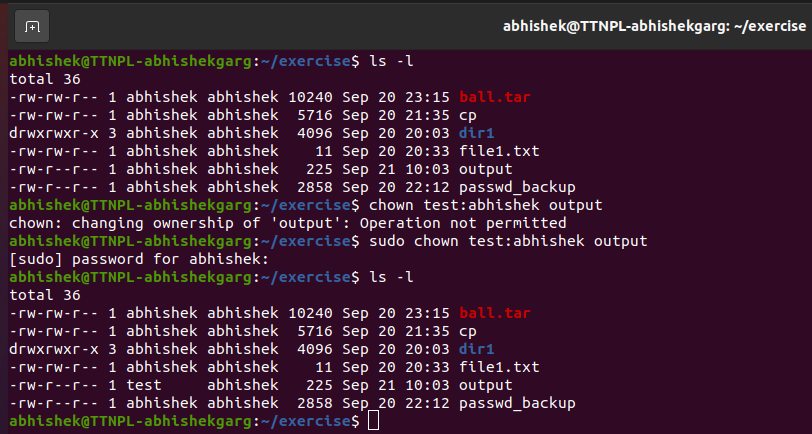 abhishek@TTNPL-abhishekgarg: ~/exercise
abhishek@TTNPL-abhishekgarg:~/exercise$ ls -l
total 36
-rw-rw-r-- 1 abhishek abhishek 10240 Sep 20 23:15 ball.tar
-rw-rw-r-- 1 abhishek abhishek  5716 Sep 20 21:35 cp
drwxrwxr-x 3 abhishek abhishek  4096 Sep 20 20:03 dir1
-rw-rw-r-- 1 abhishek abhishek    11 Sep 20 20:33 file1.txt
-rw-r--r-- 1 abhishek abhishek   225 Sep 21 10:03 output
-rw-r--r-- 1 abhishek abhishek  2858 Sep 20 22:12 passwd_backup
abhishek@TTNPL-abhishekgarg:~/exercise$ chown test:abhishek output
chown: changing ownership of 'output': Operation not permitted
abhishek@TTNPL-abhishekgarg:~/exercise$ sudo chown test:abhishek output
[sudo] password for abhishek:
abhishek@TTNPL-abhishekgarg:~/exercise$ ls -l
total 36
-rw-rw-r-- 1 abhishek abhishek 10240 Sep 20 23:15 ball.tar
-rw-rw-r-- 1 abhishek abhishek  5716 Sep 20 21:35 cp
drwxrwxr-x 3 abhishek abhishek  4096 Sep 20 20:03 dir1
-rw-rw-r-- 1 abhishek abhishek    11 Sep 20 20:33 file1.txt
-rw-r--r-- 1 test     abhishek   225 Sep 21 10:03 output
-rw-r--r-- 1 abhishek abhishek  2858 Sep 20 22:12 passwd_backup
abhishek@TTNPL-abhishekgarg:~/exercise$